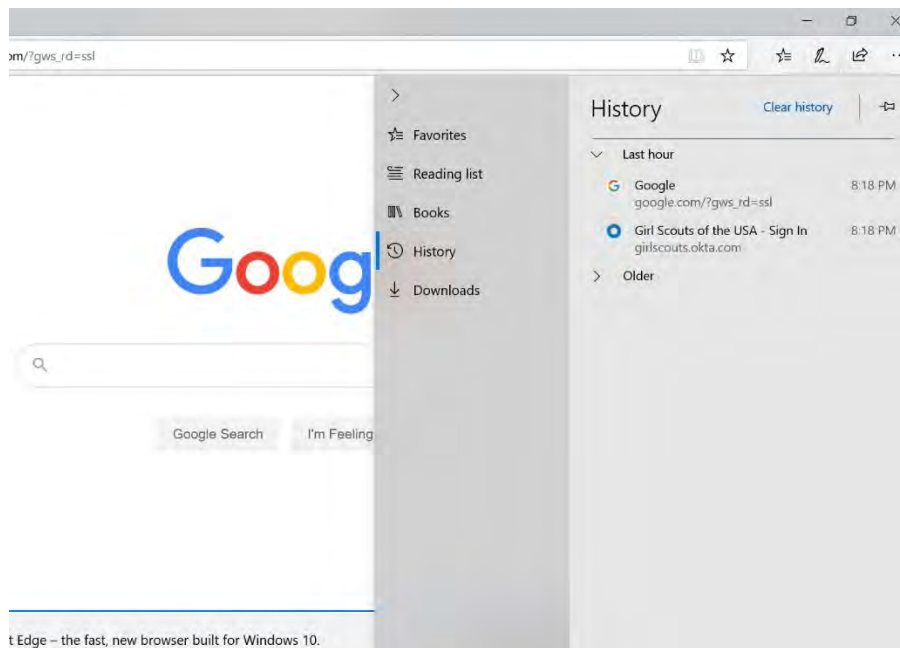 om/?gws_rd=ssl
History
Clear history
Favorites
Reading list
Books
History
Downloads
Last hour
Google
8:18 PM
google.com/?gws_rd=ssl
Girl Scouts of the USA - Sign In
8:18 PM
girlscouts.okta.com
Older
Goog
Google Search
I'm Feeling
t Edge – the fast, new browser built for Windows 10.